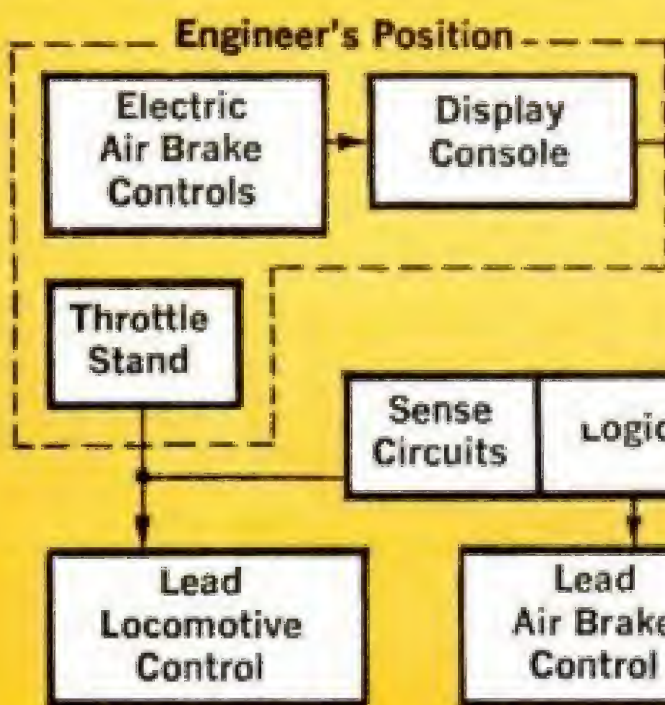 Engineer's Position
Electric
Air Brake
Controls
Display
Console
Throttle
Stand
Sense
Circuits
Logic
Lead
Locomotive
Control
Lead
Air Brake
Control